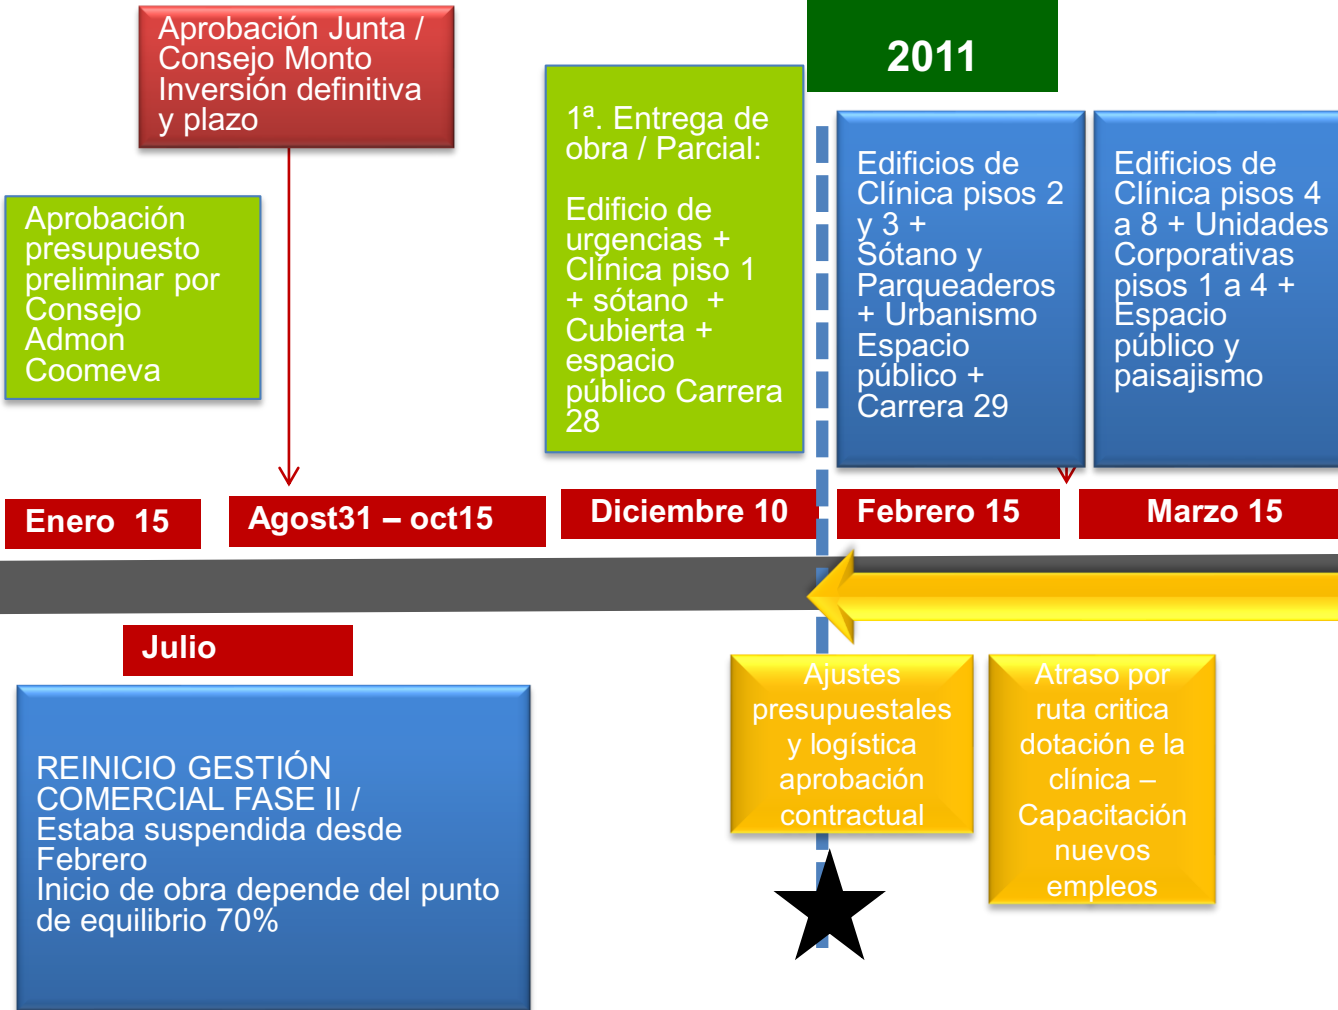 Aprobación Junta /
Consejo Monto
Inversión definitiva
y plazo
2011
Aprobación
presupuesto
preliminar por
Consejo
Admon
Coomeva
1ª. Entrega de
obra / Parcial:
Edificio de
urgencias +
Clínica piso 1
+ sótano +
Cubierta +
espacio
público Carrera
28
Edificios de
Clínica pisos 2
y 3 +
Sótano y
Parqueaderos
+ Urbanismo
Espacio
público +
Carrera 29
Edificios de
Clínica pisos 4
a 8 + Unidades
Corporativas
pisos 1 a 4 +
Espacio
público y
paisajismo
Enero 15
Agost31 – oct15
Diciembre 10
Febrero 15
Marzo 15
Julio
REINICIO GESTIÓN
COMERCIAL FASE II /
Estaba suspendida desde
Febrero
Inicio de obra depende del punto
de equilibrio 70%
Ajustes
presupuestales
y logística
aprobación
contractual
Atraso por
ruta critica
dotación e la
clínica –
Capacitación
nuevos
empleos